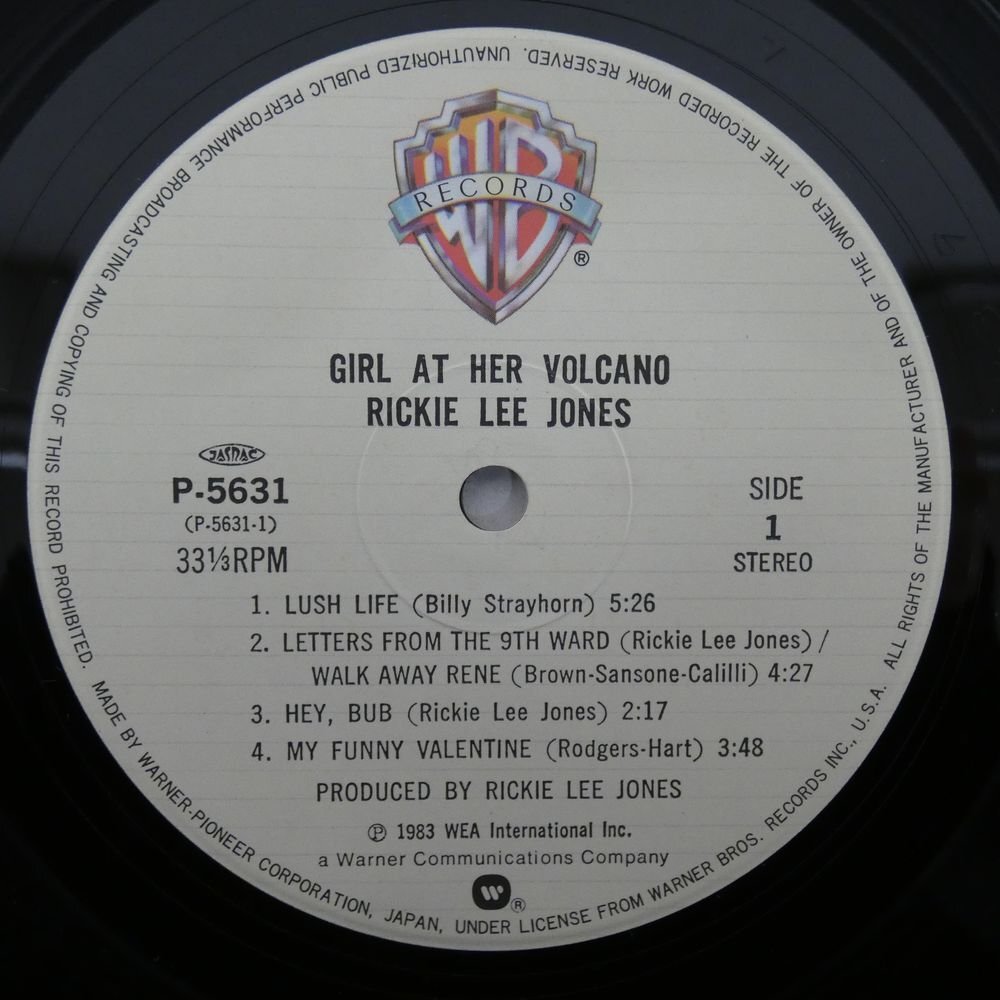 WB
RECORDS
®
GIRL AT HER VOLCANO
RICKIE LEE JONES
JASRAC
P-5631
(P-5631-1)
33⅓RPM
SIDE
1
STEREO
1. LUSH LIFE (Billy Strayhorn) 5:26
2. LETTERS FROM THE 9TH WARD (Rickie Lee Jones) /
WALK AWAY RENE (Brown-Sansone-Calilli) 4:27
3. HEY, BUB (Rickie Lee Jones) 2:17
4. MY FUNNY VALENTINE (Rodgers-Hart) 3:48
PRODUCED BY RICKIE LEE JONES
℗ 1983 WEA International Inc.
a Warner Communications Company
®
MADE BY WARNER-PIONEER CORPORATION, JAPAN, UNDER LICENSE FROM WARNER BROS. RECORDS INC., U.S.A. ALL RIGHTS OF THE MANUFACTURER AND OF THE OWNER OF THE RECORDED WORK RESERVED. UNAUTHORIZED PUBLIC PERFORMANCE BROADCASTING AND COPYING OF THIS RECORD PROHIBITED.